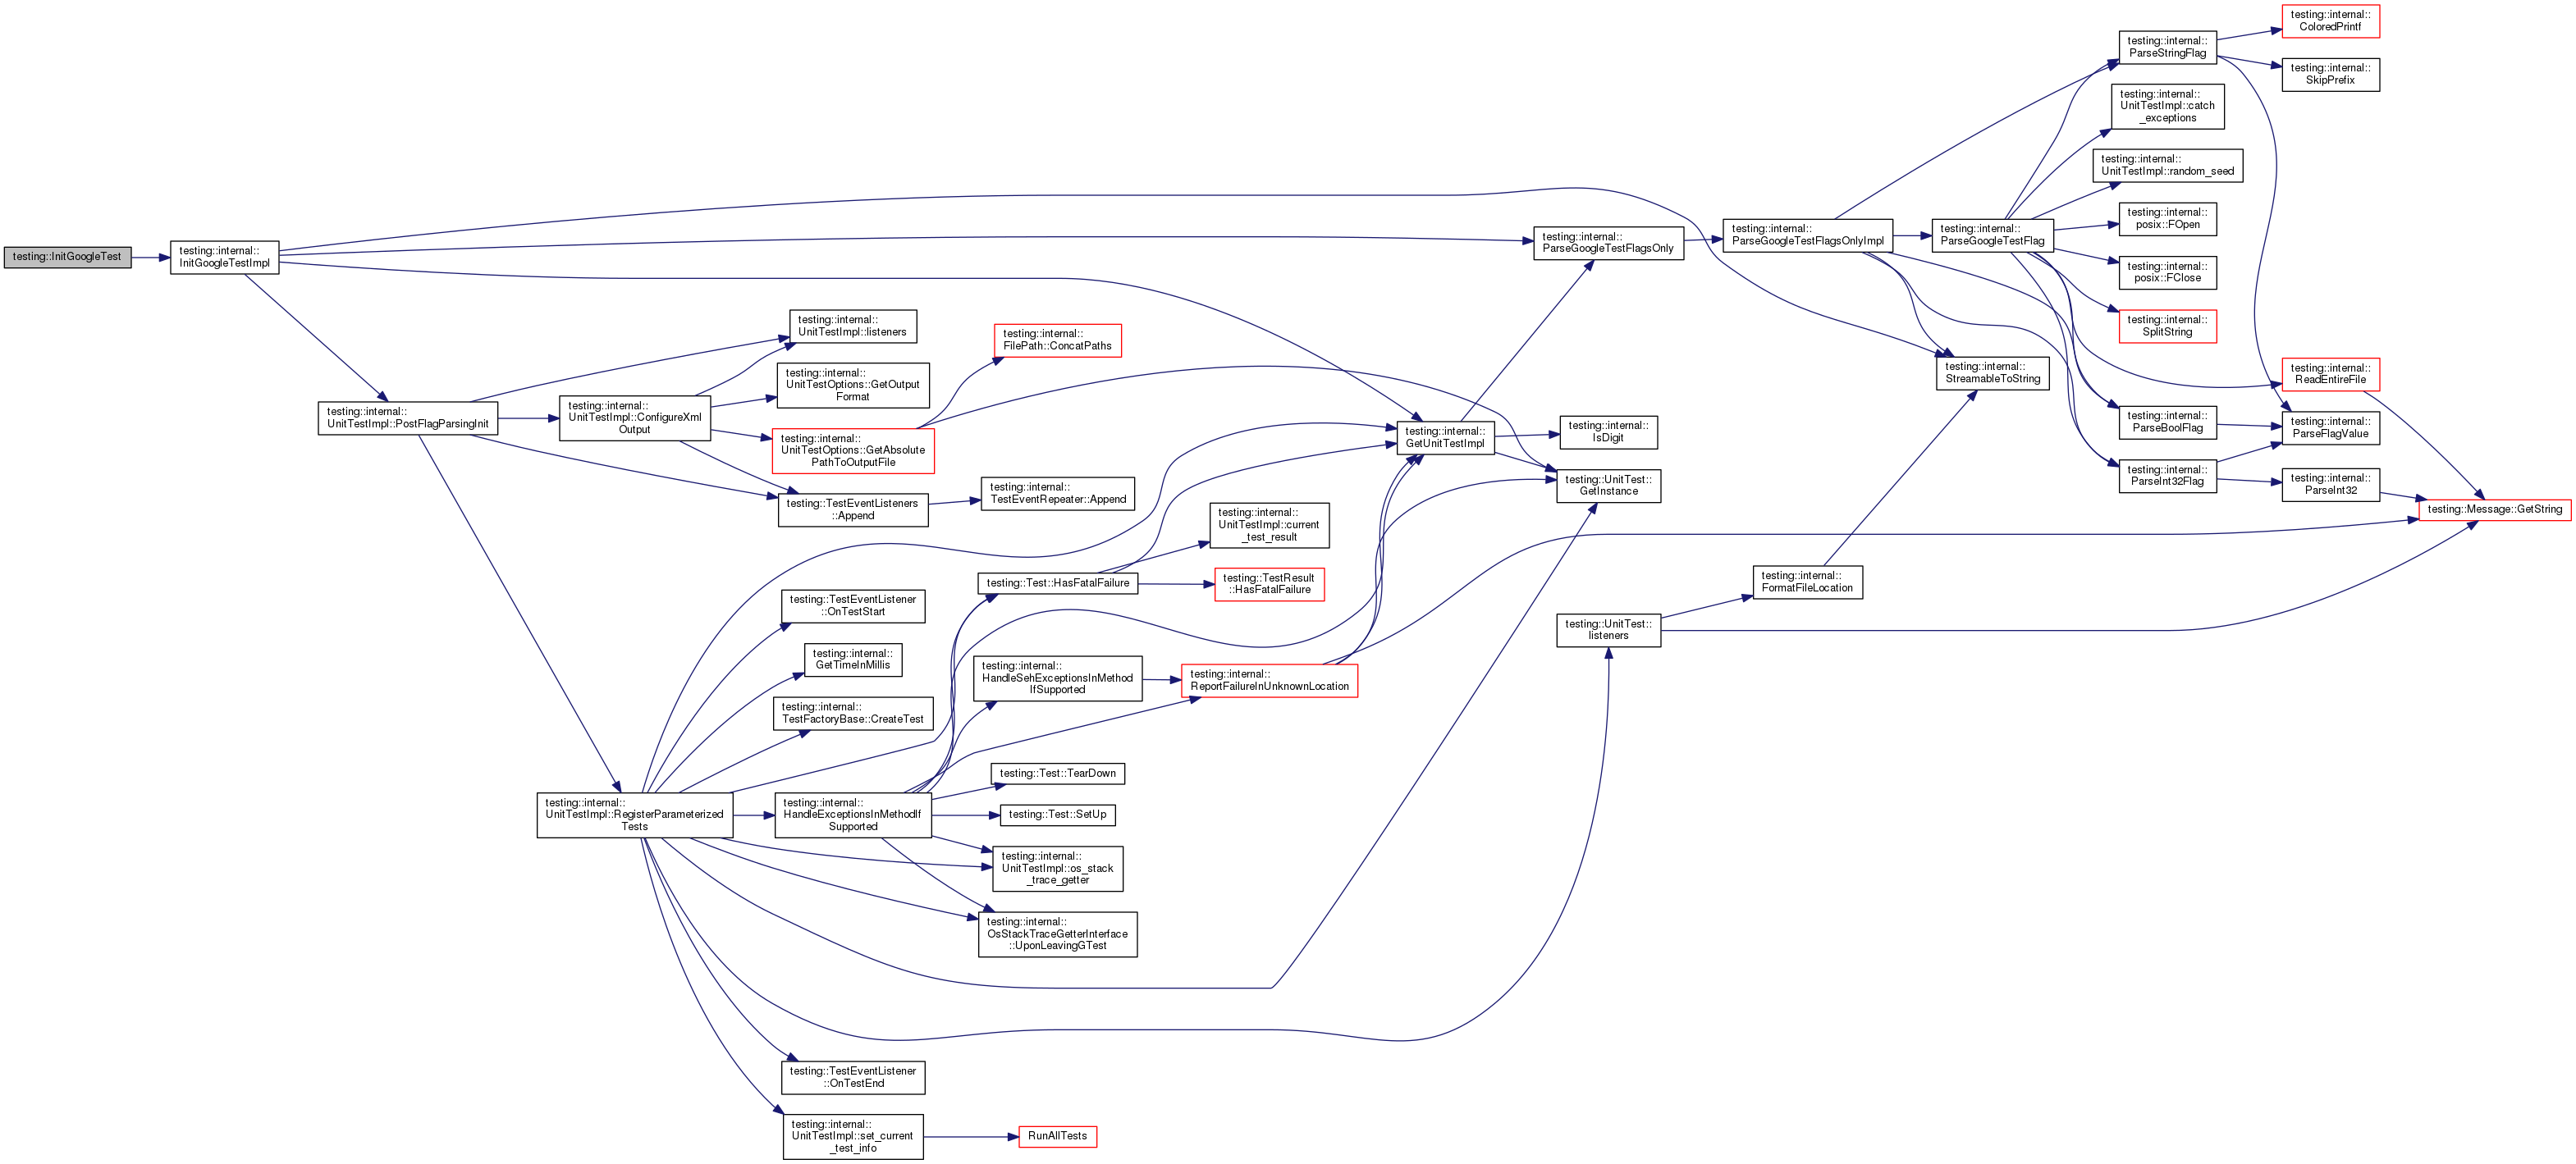 testing::InitGoogleTest
testing::internal::
InitGoogleTestImpl
testing::internal::
UnitTestImpl::PostFlagParsingInit
testing::internal::
UnitTestImpl::listeners
testing::internal::
UnitTestOptions::GetOutput
Format
testing::internal::
UnitTestImpl::ConfigureXml
Output
testing::internal::
UnitTestOptions::GetAbsolute
PathToOutputFile
testing::TestEventListeners
::Append
testing::internal::
FilePath::ConcatPaths
testing::internal::
TestEventRepeater::Append
testing::internal::
UnitTestImpl::RegisterParameterized
Tests
testing::TestEventListener
::OnTestStart
testing::internal::
GetTimeInMillis
testing::internal::
TestFactoryBase::CreateTest
testing::internal::
HandleExceptionsInMethodIf
Supported
testing::TestEventListener
::OnTestEnd
testing::internal::
UnitTestImpl::set_current
_test_info
RunAllTests
testing::Test::HasFatalFailure
testing::internal::
HandleSehExceptionsInMethod
IfSupported
testing::Test::TearDown
testing::Test::SetUp
testing::internal::
UnitTestImpl::os_stack
_trace_getter
testing::internal::
OsStackTraceGetterInterface
::UponLeavingGTest
testing::internal::
UnitTestImpl::current
_test_result
testing::TestResult
::HasFatalFailure
testing::internal::
ReportFailureInUnknownLocation
testing::internal::
GetUnitTestImpl
testing::internal::
ParseGoogleTestFlagsOnly
testing::internal::
IsDigit
testing::UnitTest::
GetInstance
testing::UnitTest::
listeners
testing::internal::
FormatFileLocation
testing::internal::
ParseGoogleTestFlagsOnlyImpl
testing::internal::
ParseGoogleTestFlag
testing::internal::
StreamableToString
testing::internal::
ParseStringFlag
testing::internal::
UnitTestImpl::catch
_exceptions
testing::internal::
UnitTestImpl::random_seed
testing::internal::
posix::FOpen
testing::internal::
posix::FClose
testing::internal::
SplitString
testing::internal::
ParseBoolFlag
testing::internal::
ParseInt32Flag
testing::internal::
ColoredPrintf
testing::internal::
SkipPrefix
testing::internal::
ReadEntireFile
testing::internal::
ParseFlagValue
testing::internal::
ParseInt32
testing::Message::GetString